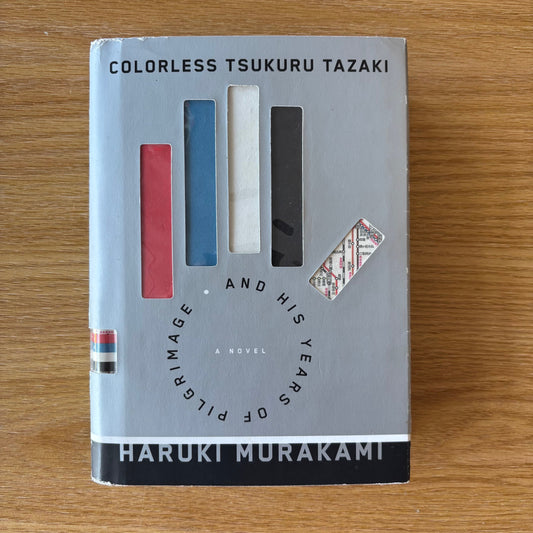 COLORLESS TSUKURU TAZAKI
AND HIS YEARS OF PILGRIMAGE
A NOVEL
HARUKI MURAKAMI